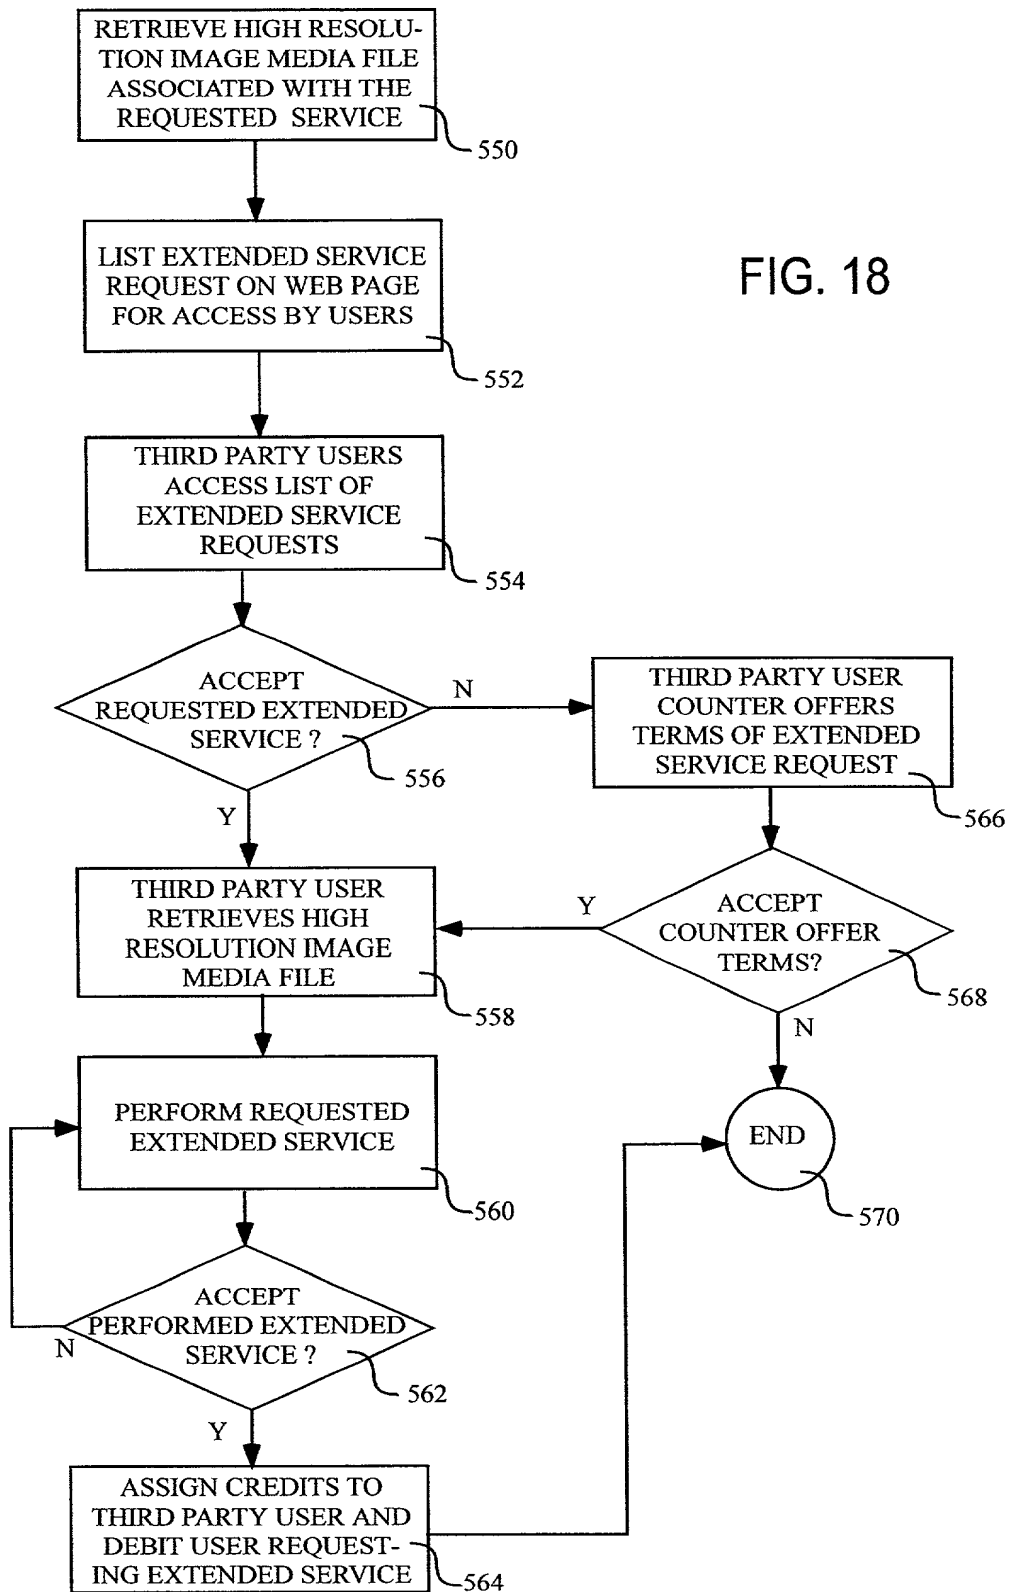 RETRIEVE HIGH RESOLU-
TION IMAGE MEDIA FILE
ASSOCIATED WITH THE
REQUESTED SERVICE
550
LIST EXTENDED SERVICE
REQUEST ON WEB PAGE
FOR ACCESS BY USERS
552
FIG. 18
THIRD PARTY USERS
ACCESS LIST OF
EXTENDED SERVICE
REQUESTS
554
ACCEPT
REQUESTED EXTENDED
SERVICE ?
556
N
Y
THIRD PARTY USER
COUNTER OFFERS
TERMS OF EXTENDED
SERVICE REQUEST
566
THIRD PARTY USER
RETRIEVES HIGH
RESOLUTION IMAGE
MEDIA FILE
558
Y
ACCEPT
COUNTER OFFER
TERMS?
568
N
PERFORM REQUESTED
EXTENDED SERVICE
560
END
570
ACCEPT
PERFORMED EXTENDED
SERVICE ?
562
N
Y
ASSIGN CREDITS TO
THIRD PARTY USER AND
DEBIT USER REQUEST-
ING EXTENDED SERVICE
564